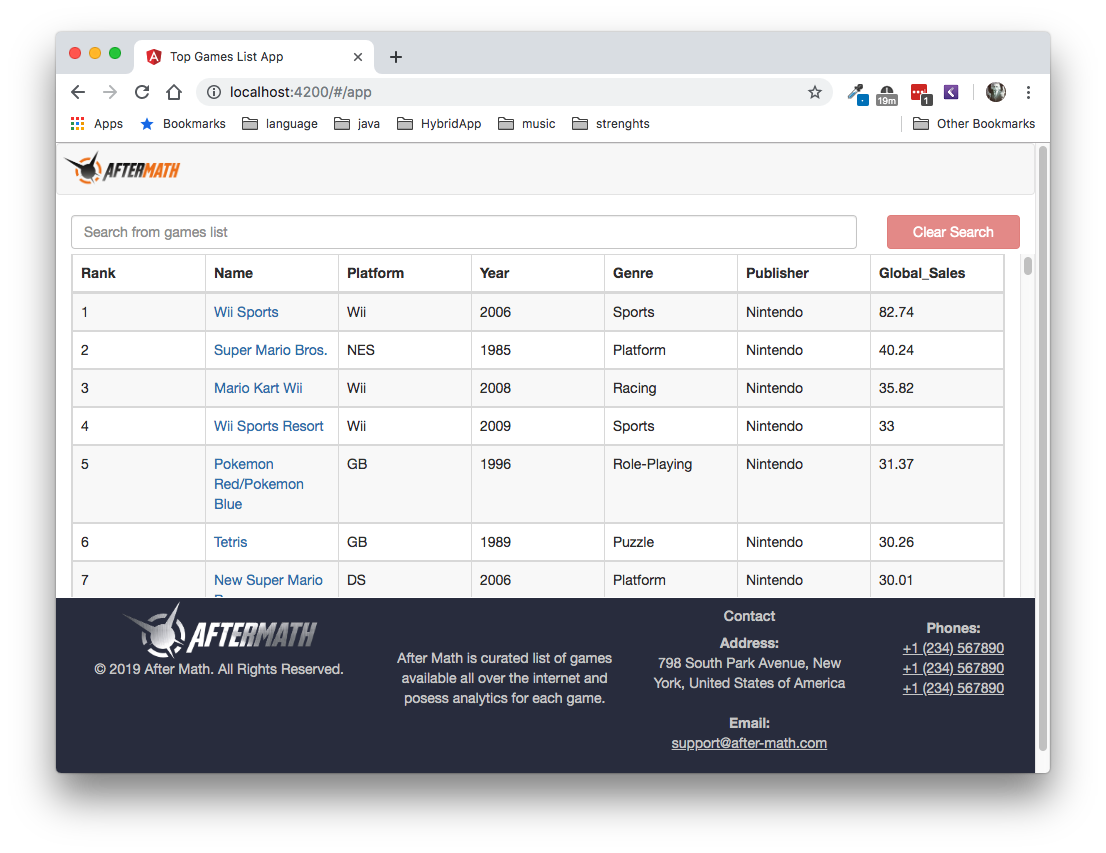 Top Games List App
localhost:4200/#/app
19m
1
Apps Bookmarks language java HybridApp music strenghts Other Bookmarks
AFTERMATH
Search from games list Clear Search
Rank Name Platform Year Genre Publisher Global_Sales
1 Wii Sports Wii 2006 Sports Nintendo 82.74
2 Super Mario Bros. NES 1985 Platform Nintendo 40.24
3 Mario Kart Wii Wii 2008 Racing Nintendo 35.82
4 Wii Sports Resort Wii 2009 Sports Nintendo 33
5 Pokemon GB 1996 Role-Playing Nintendo 31.37
Red/Pokemon
Blue
6 Tetris GB 1989 Puzzle Nintendo 30.26
7 New Super Mario DS 2006 Platform Nintendo 30.01
AFTERMATH
© 2019 After Math. All Rights Reserved.
After Math is curated list of games
available all over the internet and
posess analytics for each game.
Contact
Address:
798 South Park Avenue, New
York, United States of America
Email:
support@after-math.com
Phones:
+1 (234) 567890
+1 (234) 567890
+1 (234) 567890